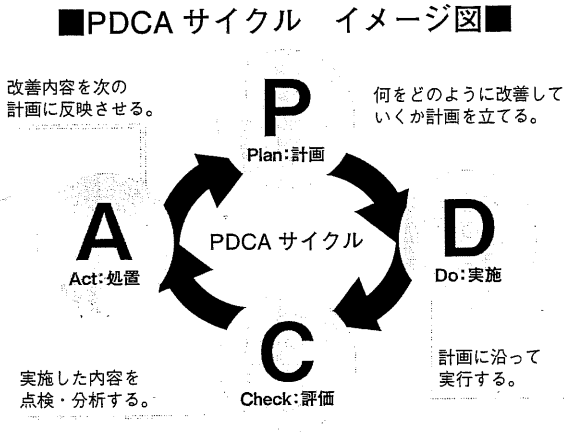 ■PDCA サイクル　イメージ図■
改善内容を次の
計画に反映させる。
P
Plan:計画
何をどのように改善して
いくか計画を立てる。
A
Act:処置
PDCA サイクル
D
Do:実施
実施した内容を
点検・分析する。
C
Check:評価
計画に沿って
実行する。